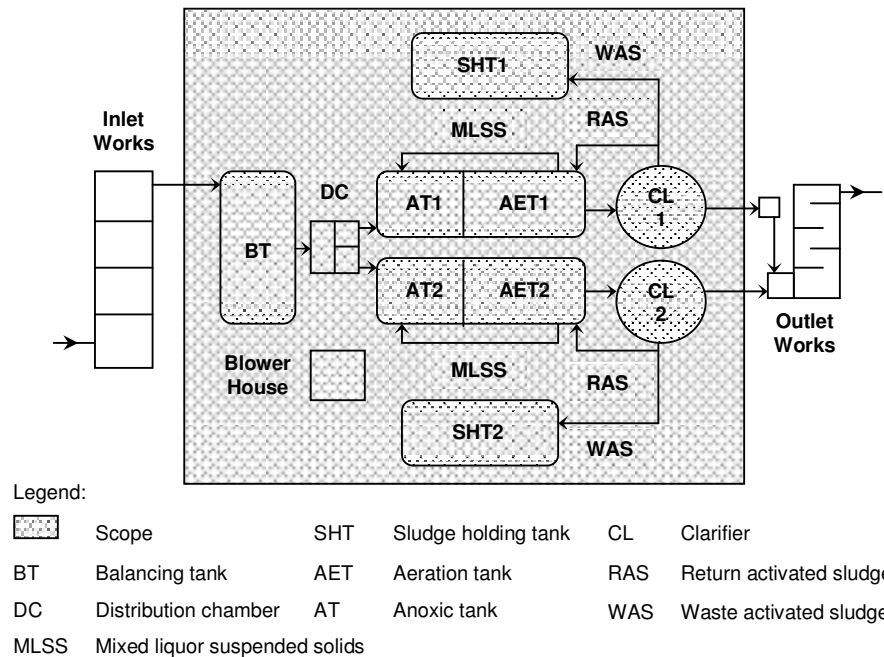 SHT1
WAS
Inlet
Works
MLSS
RAS
DC
BT
AT1
AET1
CL
1
AT2
AET2
CL
2
Outlet
Works
Blower
House
MLSS
RAS
SHT2
WAS
Legend:
Scope SHT Sludge holding tank CL Clarifier
BT Balancing tank AET Aeration tank RAS Return activated sludge
DC Distribution chamber AT Anoxic tank WAS Waste activated sludge
MLSS Mixed liquor suspended solids